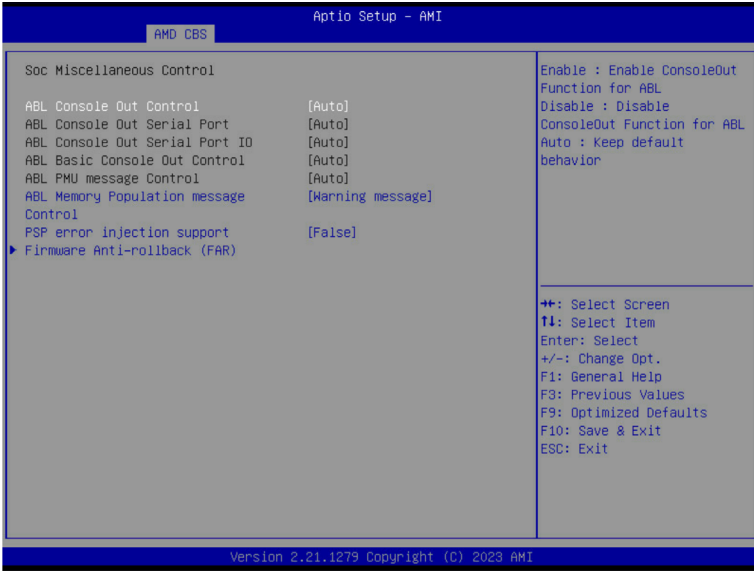 Aptio Setup – AMI
AMD CBS
Soc Miscellaneous Control
ABL Console Out Control [Auto]
ABL Console Out Serial Port [Auto]
ABL Console Out Serial Port IO [Auto]
ABL Basic Console Out Control [Auto]
ABL PMU message Control [Auto]
ABL Memory Population message [Warning message]
Control
PSP error injection support [False]
Firmware Anti-rollback (FAR)
Enable : Enable ConsoleOut
Function for ABL
Disable : Disable
ConsoleOut Function for ABL
Auto : Keep default
behavior
→←: Select Screen
↑↓: Select Item
Enter: Select
+/-: Change Opt.
F1: General Help
F3: Previous Values
F9: Optimized Defaults
F10: Save & Exit
ESC: Exit
Version 2.21.1279 Copyright (C) 2023 AMI